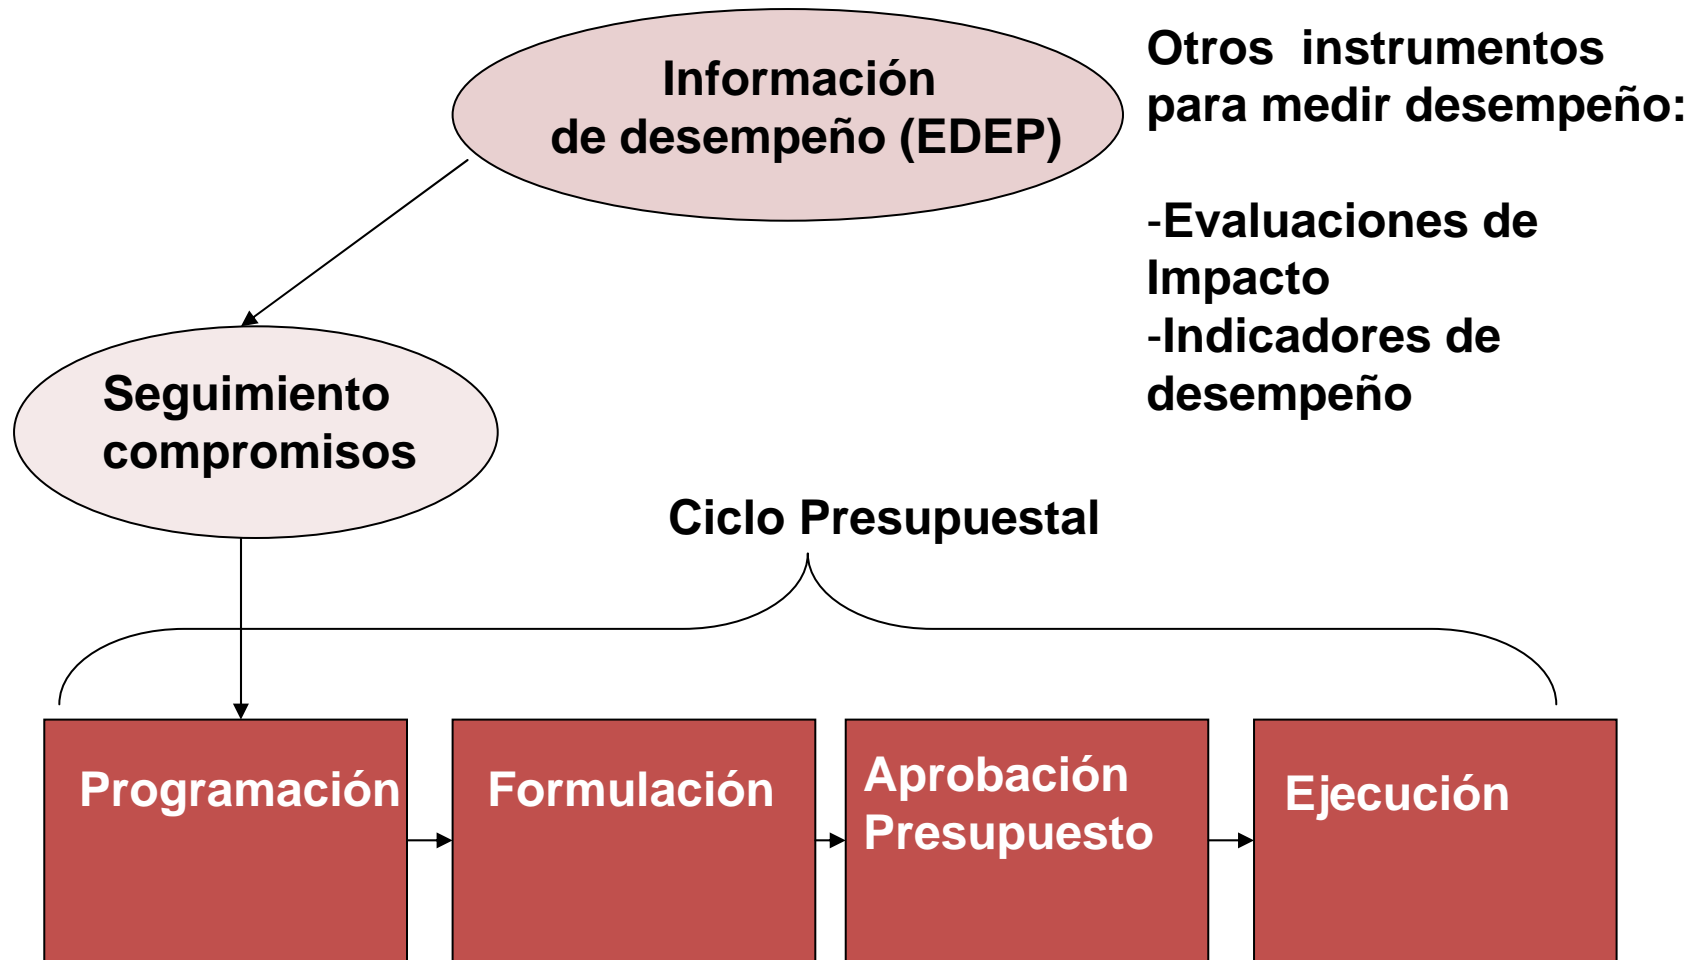 Información
de desempeño (EDEP)
Otros instrumentos
para medir desempeño:
-Evaluaciones de
Impacto
-Indicadores de
desempeño
Seguimiento
compromisos
Ciclo Presupuestal
Programación
Formulación
Aprobación
Presupuesto
Ejecución